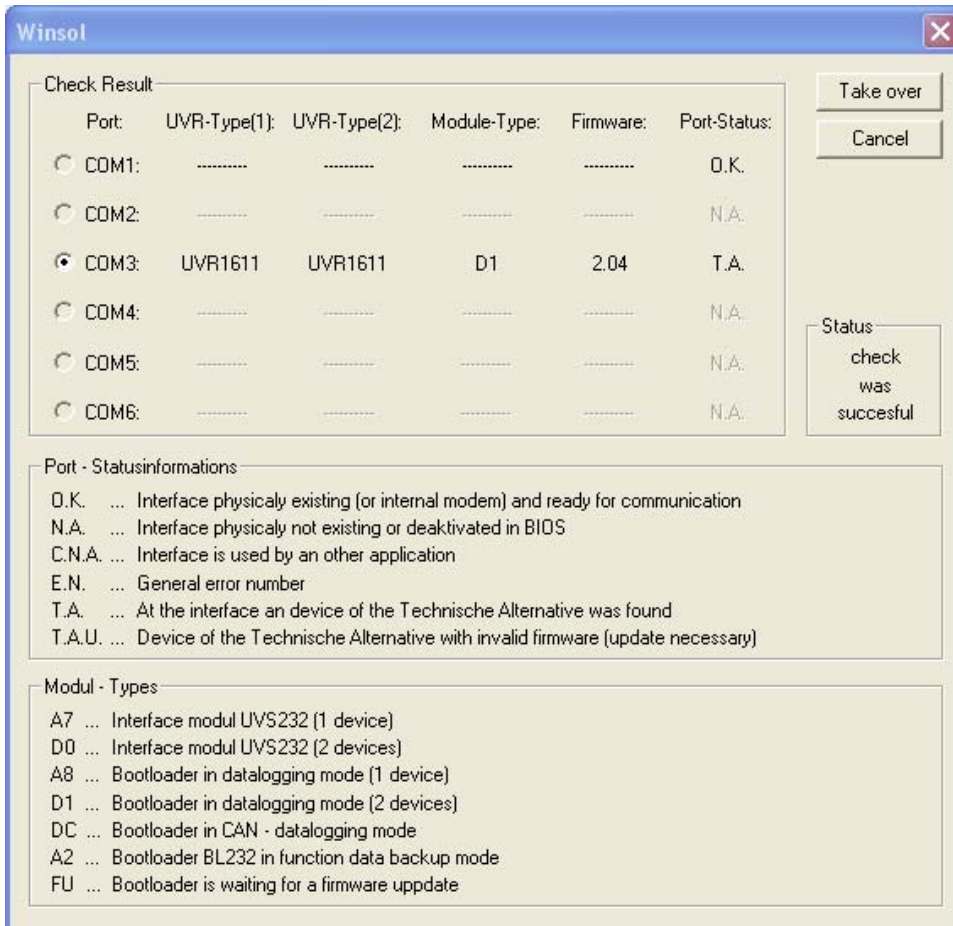 Winsol
Check Result
Port: UVR-Type(1): UVR-Type(2): Module-Type: Firmware: Port-Status:
COM1: ---------- ---------- ---------- ---------- O.K.
COM2: ---------- ---------- ---------- ---------- N.A.
COM3: UVR1611 UVR1611 D1 2.04 T.A.
COM4: ---------- ---------- ---------- ---------- N.A.
COM5: ---------- ---------- ---------- ---------- N.A.
COM6: ---------- ---------- ---------- ---------- N.A.
Take over
Cancel
Status
check
was
succesful
Port - Statusinformations
O.K. ... Interface physicaly existing (or internal modem) and ready for communication
N.A. ... Interface physicaly not existing or deaktivated in BIOS
C.N.A. ... Interface is used by an other application
E.N. ... General error number
T.A. ... At the interface an device of the Technische Alternative was found
T.A.U. ... Device of the Technische Alternative with invalid firmware (update necessary)
Modul - Types
A7 ... Interface modul UVS232 (1 device)
D0 ... Interface modul UVS232 (2 devices)
A8 ... Bootloader in datalogging mode (1 device)
D1 ... Bootloader in datalogging mode (2 devices)
DC ... Bootloader in CAN - datalogging mode
A2 ... Bootloader BL232 in function data backup mode
FU ... Bootloader is waiting for a firmware uppdate